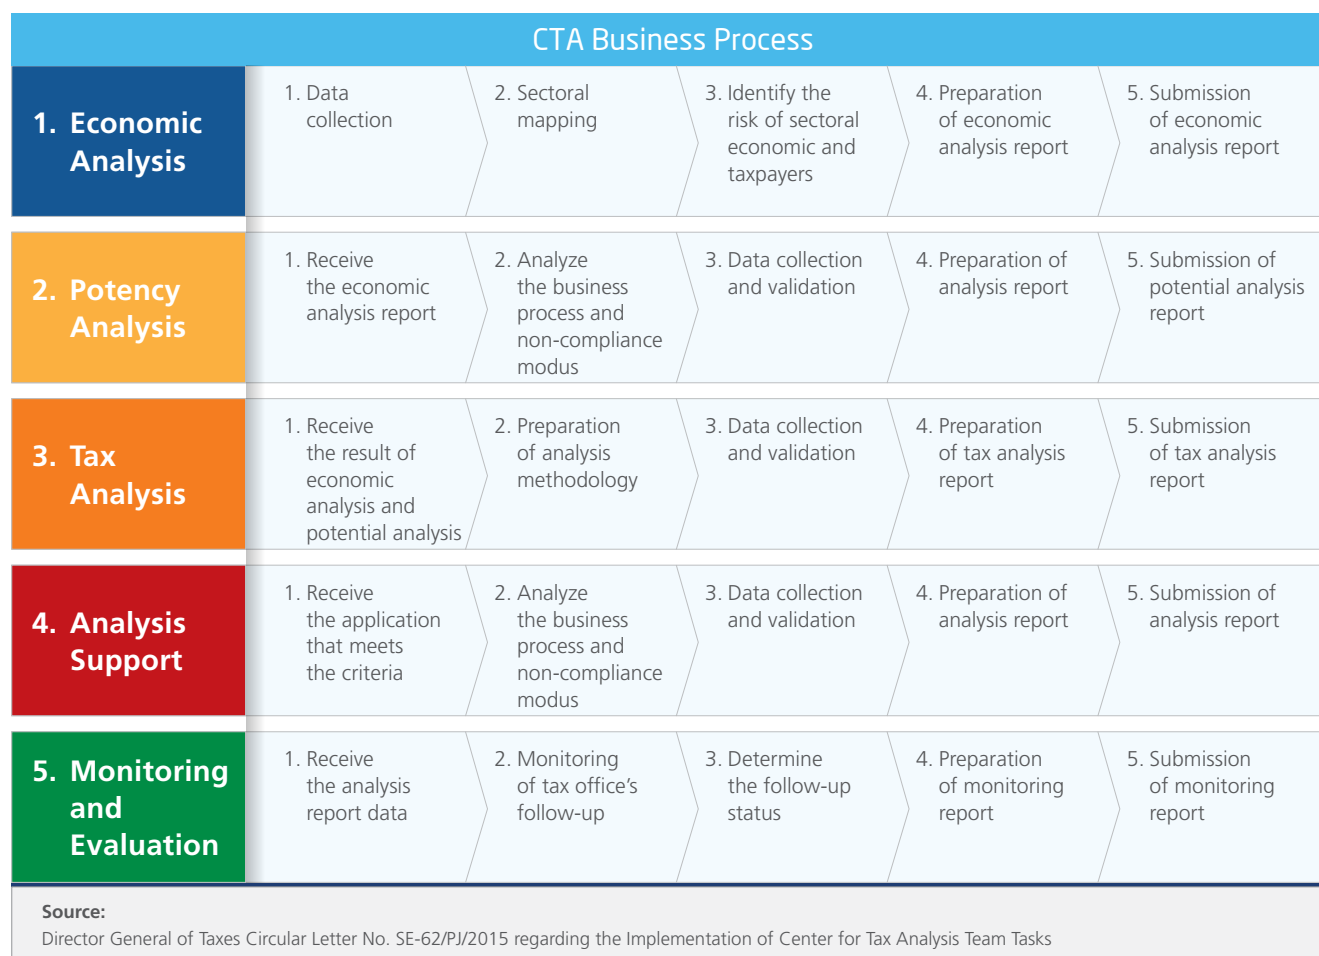 CTA Business Process
1. Economic
Analysis
1. Data
collection
2. Sectoral
mapping
3. Identify the
risk of sectoral
economic and
taxpayers
4. Preparation
of economic
analysis report
5. Submission
of economic
analysis report
2. Potency
Analysis
1. Receive
the economic
analysis report
2. Analyze
the business
process and
non-compliance
modus
3. Data collection
and validation
4. Preparation of
analysis report
5. Submission of
potential analysis
report
3. Tax
Analysis
1. Receive
the result of
economic
analysis and
potential analysis
2. Preparation
of analysis
methodology
3. Data collection
and validation
4. Preparation
of tax analysis
report
5. Submission
of tax analysis
report
4. Analysis
Support
1. Receive
the application
that meets
the criteria
2. Analyze
the business
process and
non-compliance
modus
3. Data collection
and validation
4. Preparation of
analysis report
5. Submission of
analysis report
5. Monitoring
and
Evaluation
1. Receive
the analysis
report data
2. Monitoring
of tax office's
follow-up
3. Determine
the follow-up
status
4. Preparation
of monitoring
report
5. Submission
of monitoring
report
Source:
Director General of Taxes Circular Letter No. SE-62/PJ/2015 regarding the Implementation of Center for Tax Analysis Team Tasks